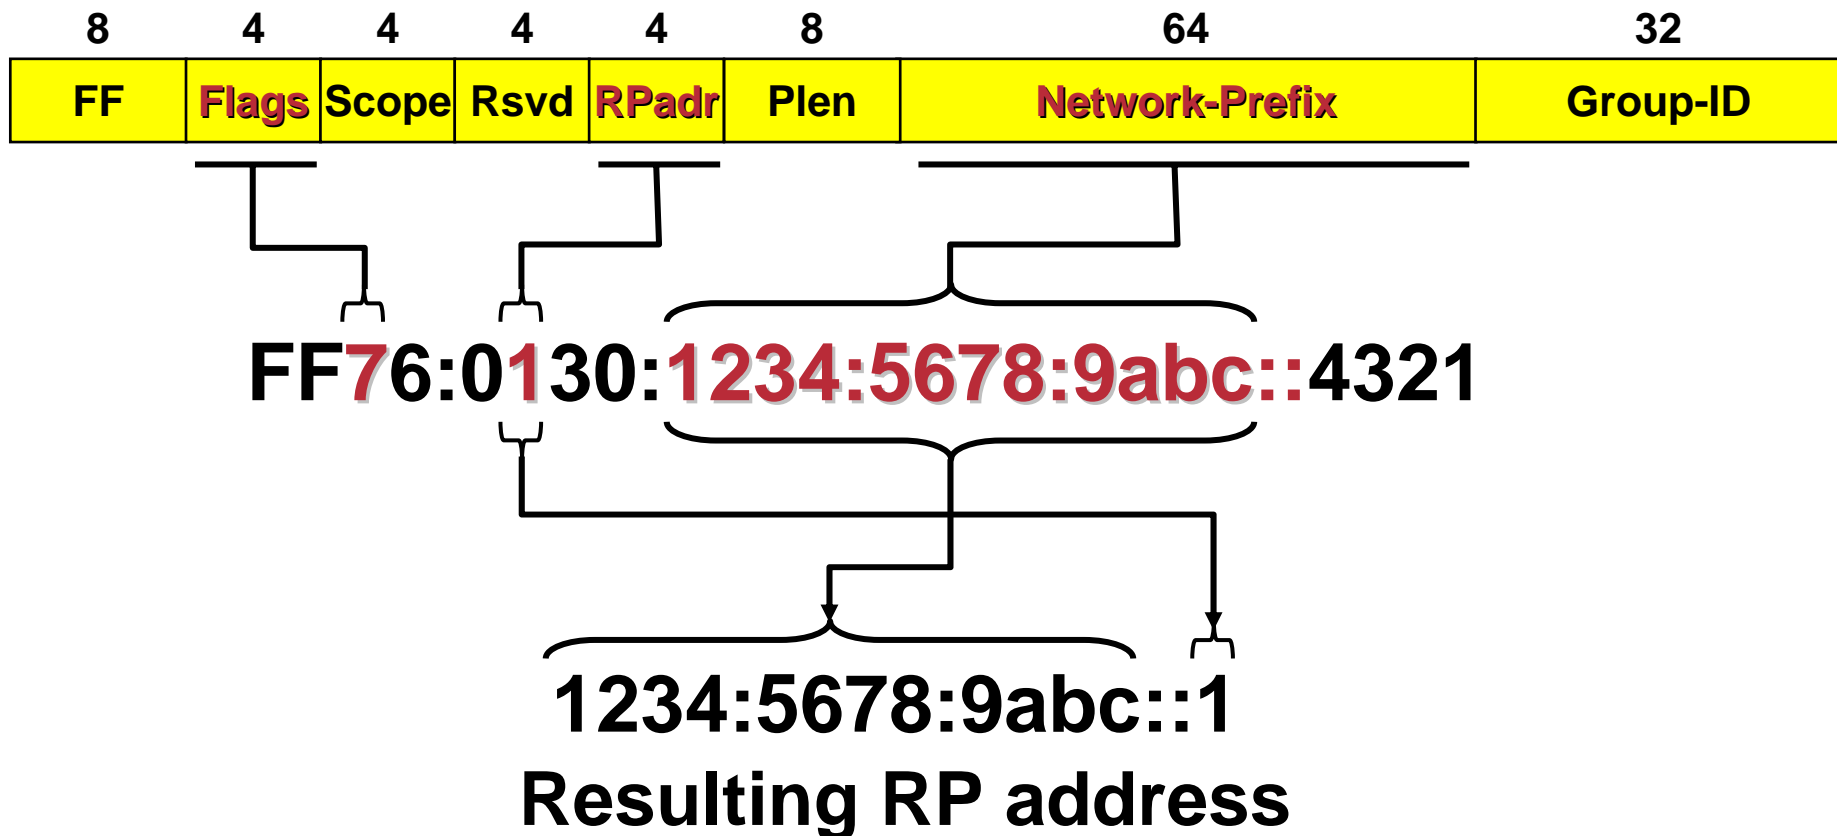 8 4 4 4 4 8 64 32
FF Flags Scope Rsvd RPadr Plen Network-Prefix Group-ID
FF76:0130:1234:5678:9abc::4321
1234:5678:9abc::1
Resulting RP address